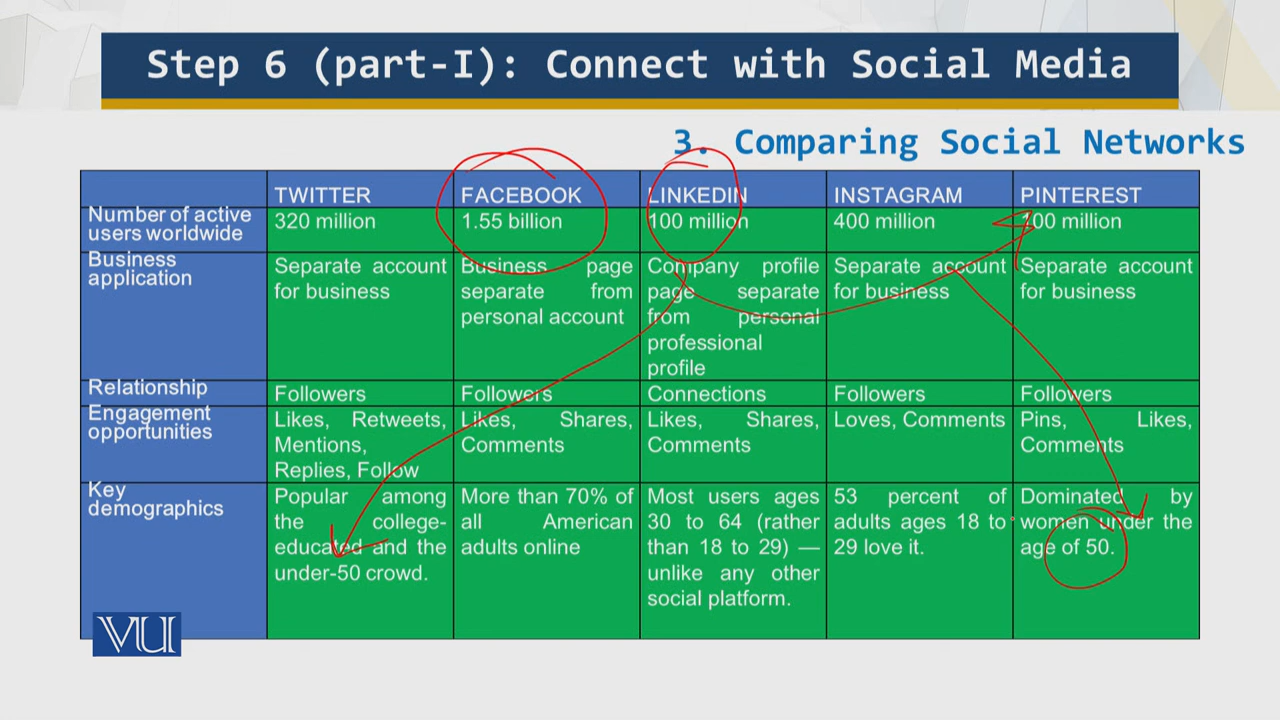 Step 6 (part-I): Connect with Social Media
3. Comparing Social Networks
TWITTER
FACEBOOK
LINKEDIN
INSTAGRAM
PINTEREST
Number of active
users worldwide
320 million
1.55 billion
100 million
400 million
million
Business
application
Separate account
for business
Business page
separate from
personal account
Company profile
page separate
from personal
professional
profile
Separate account
for business
Separate account
for business
Relationship
Followers
Followers
Connections
Followers
Followers
Engagement
opportunities
Likes, Retweets,
Mentions,
Replies, Follow
Likes, Shares,
Comments
Likes, Shares,
Comments
Loves, Comments
Pins, Likes,
Comments
Key
demographics
Popular among
the college-
educated and the
under-50 crowd.
More than 70% of
all American
adults online
Most users ages
30 to 64 (rather
than 18 to 29) —
unlike any other
social platform.
53 percent of
adults ages 18 to
29 love it.
Dominated by
women under the
age of 50.
VU